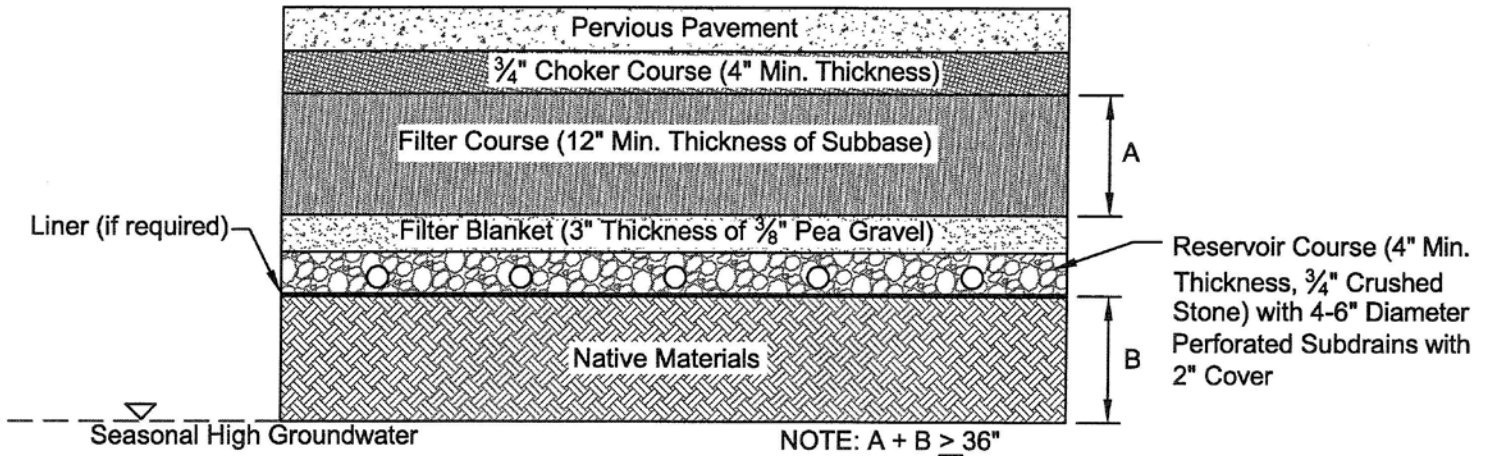 Pervious Pavement
¾" Choker Course (4" Min. Thickness)
Filter Course (12" Min. Thickness of Subbase)
A
Filter Blanket (3" Thickness of ⅜" Pea Gravel)
Liner (if required)
Reservoir Course (4" Min.
Thickness, ¾" Crushed
Stone) with 4-6" Diameter
Perforated Subdrains with
2" Cover
Native Materials
B
Seasonal High Groundwater
NOTE: A + B ≥ 36"